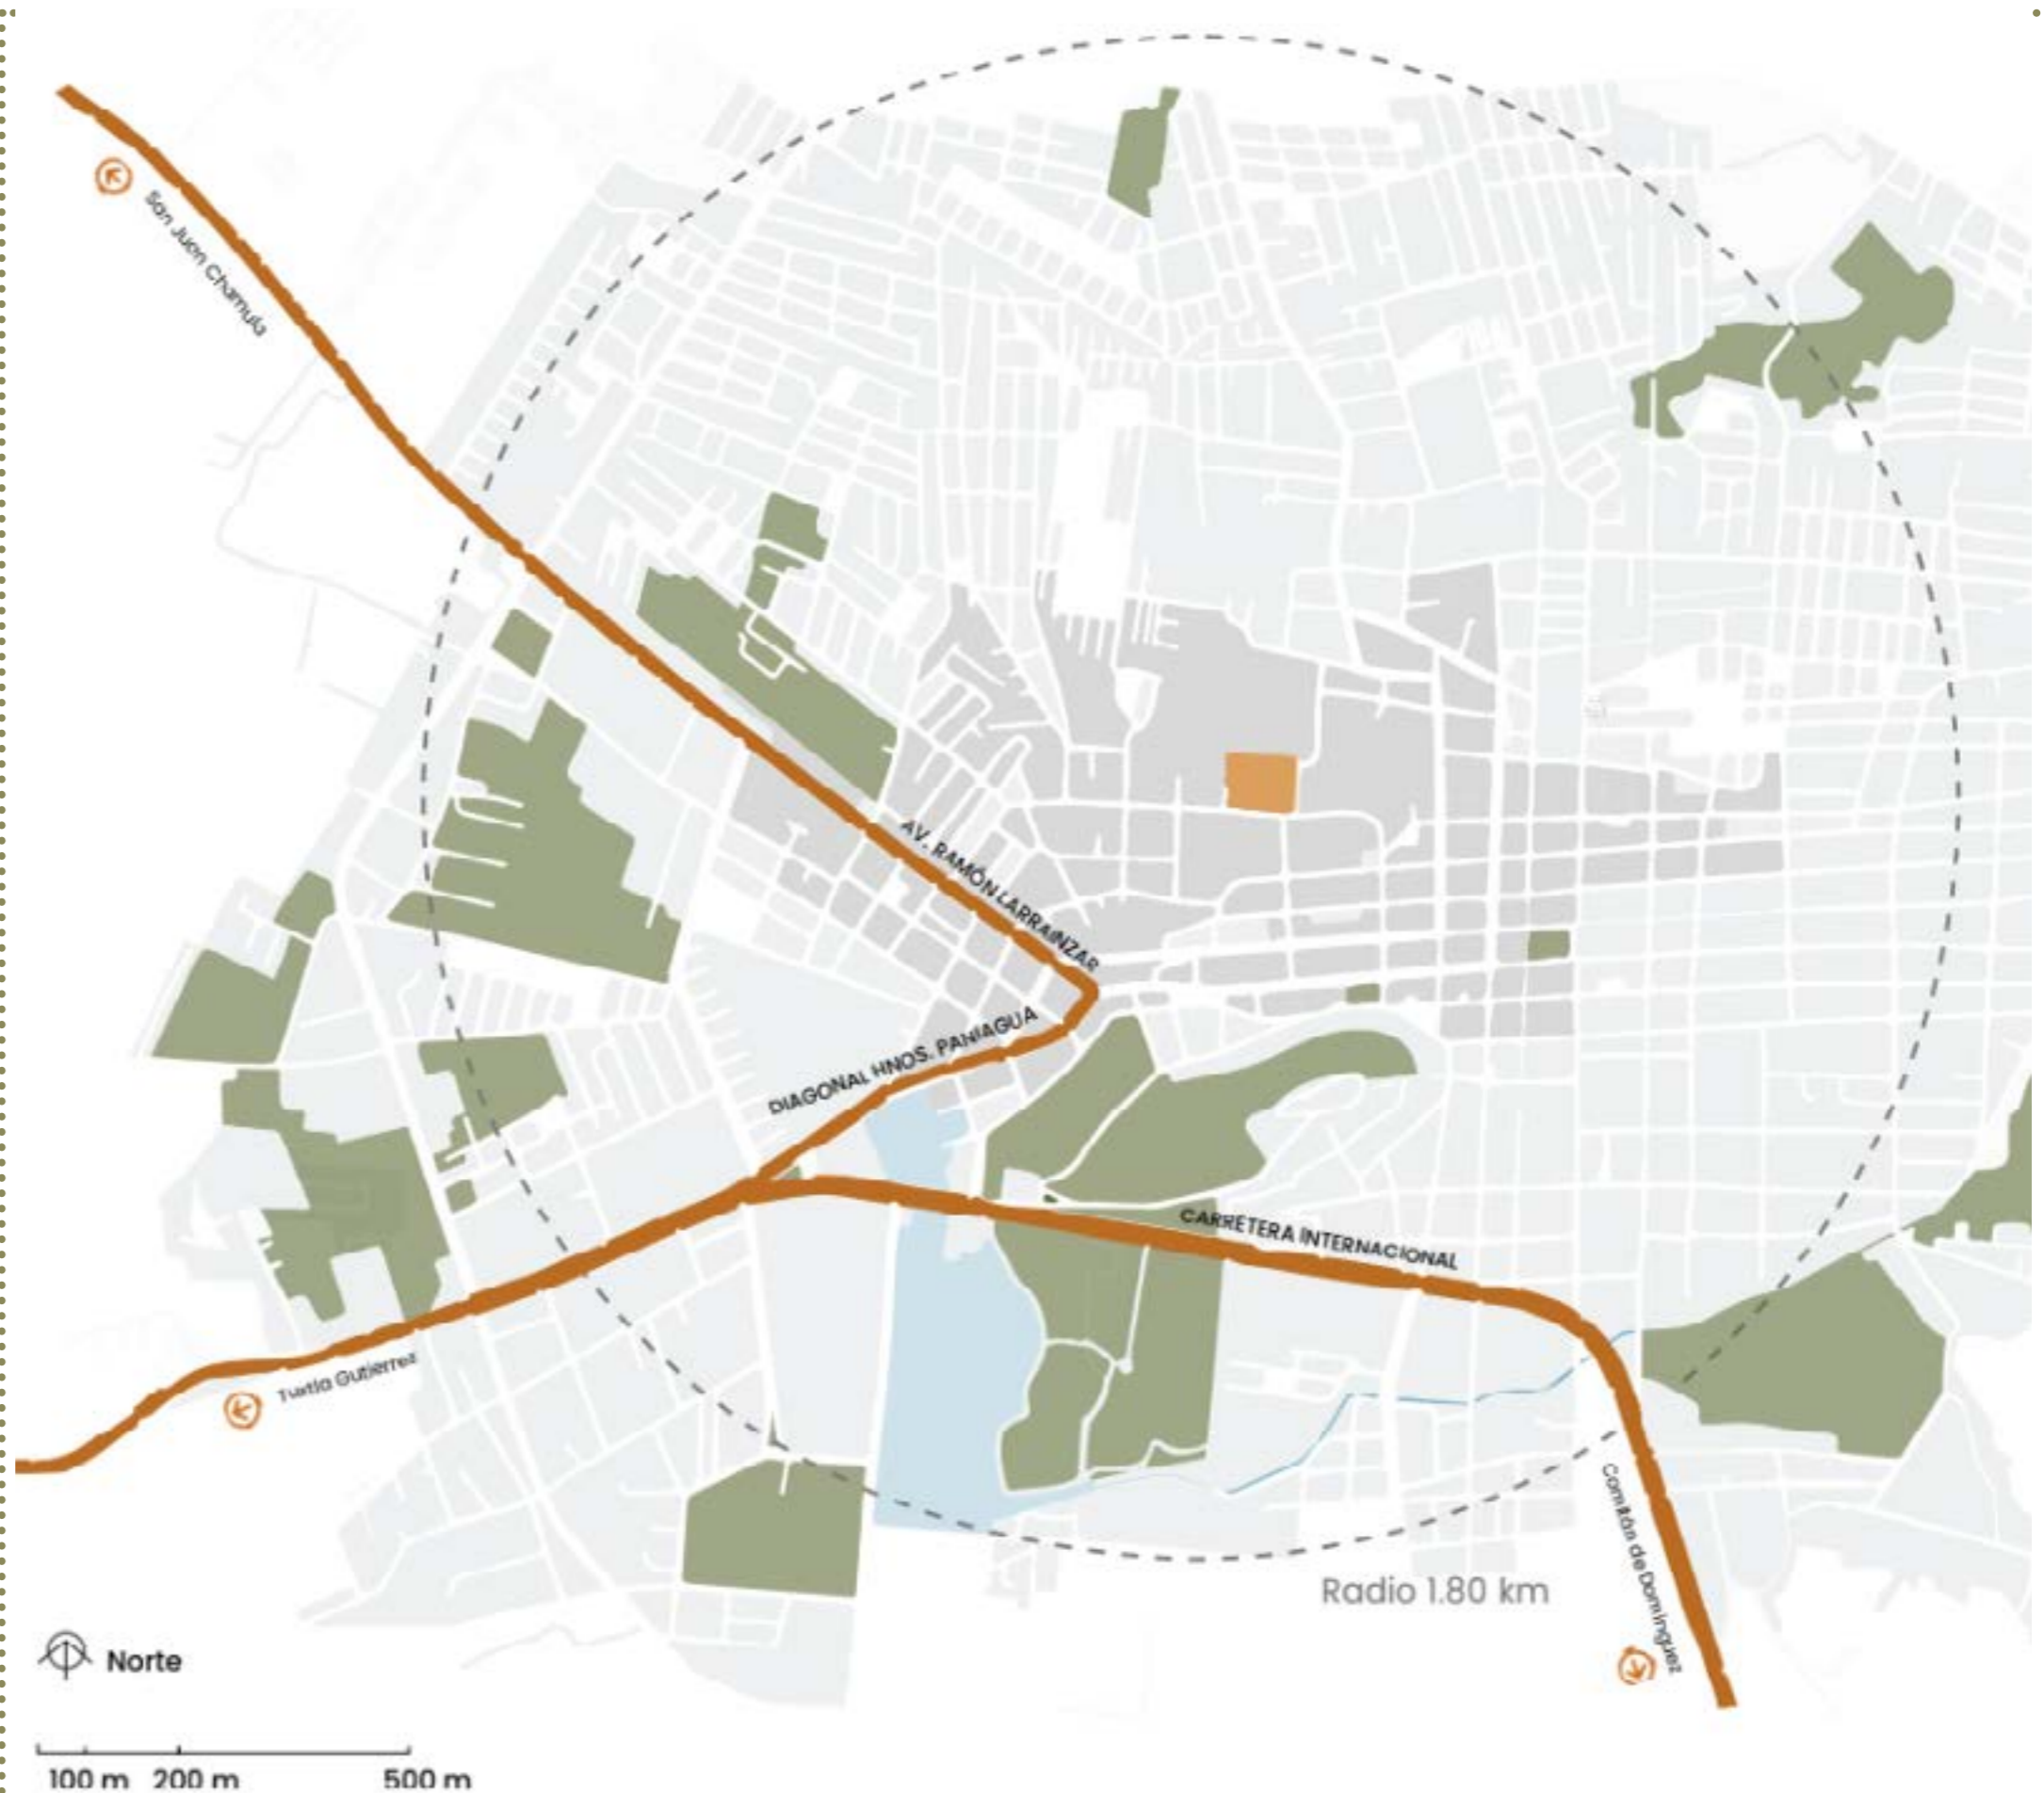 San Juan Chamula
AV. RAMÓN LARRAINZAR
DIAGONAL HNOS. PANIAGUA
CARRETERA INTERNACIONAL
Tuxtla Gutierrez
Comitán de Domínguez
Radio 1.80 km
Norte
100 m 200 m 500 m